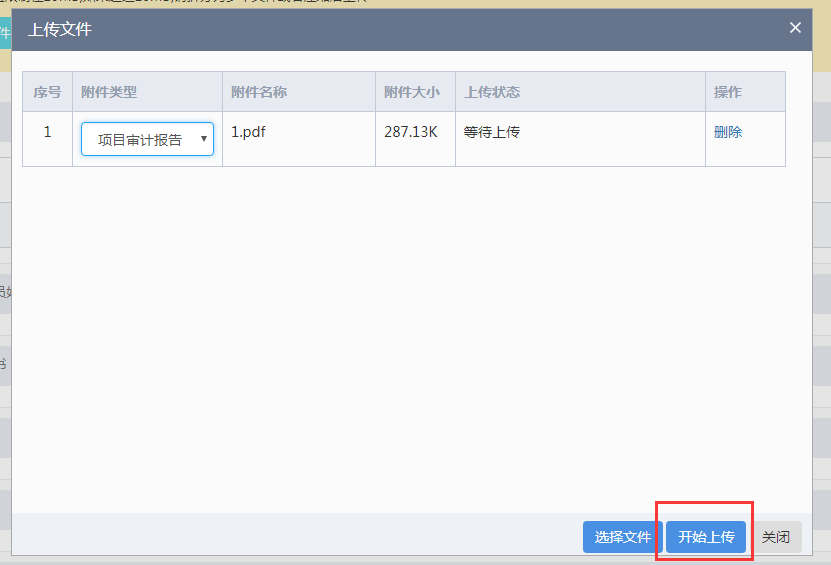 件
上传文件
×
序号 附件类型 附件名称 附件大小 上传状态 操作
1 项目审计报告 1.pdf 287.13K 等待上传 删除
书
选择文件 开始上传 关闭